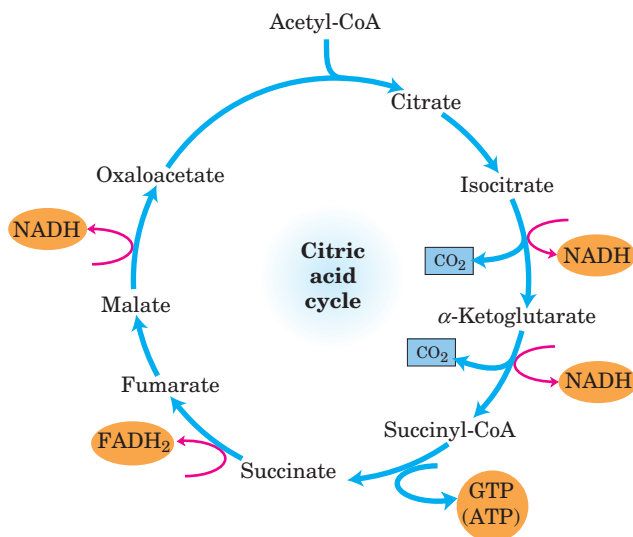 Acetyl-CoA
Citrate
Isocitrate
NADH
CO₂
α-Ketoglutarate
CO₂
NADH
Succinyl-CoA
GTP
(ATP)
Succinate
FADH₂
Fumarate
Malate
NADH
Oxaloacetate
Citric
acid
cycle